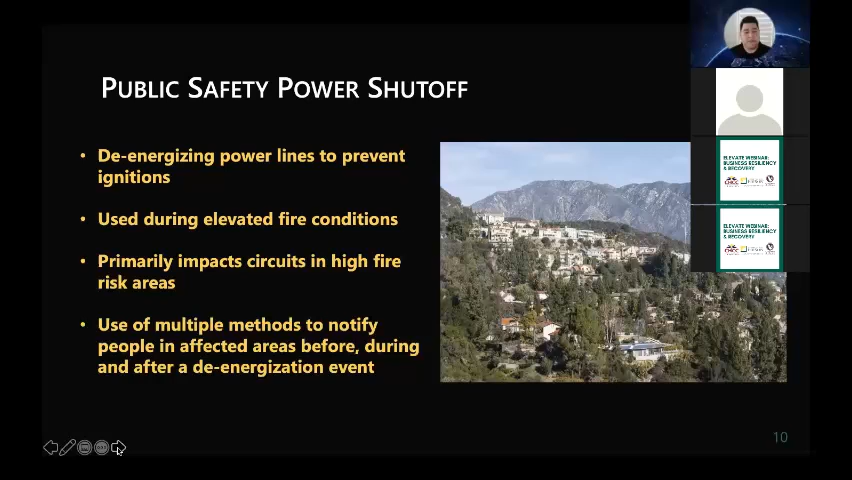 PUBLIC SAFETY POWER SHUTOFF
• De-energizing power lines to prevent
ignitions
• Used during elevated fire conditions
• Primarily impacts circuits in high fire
risk areas
• Use of multiple methods to notify
people in affected areas before, during
and after a de-energization event
ELEVATE WEBINAR:
BUSINESS RESILIENCY
& RECOVERY
ELEVATE WEBINAR:
BUSINESS RESILIENCY
& RECOVERY
10